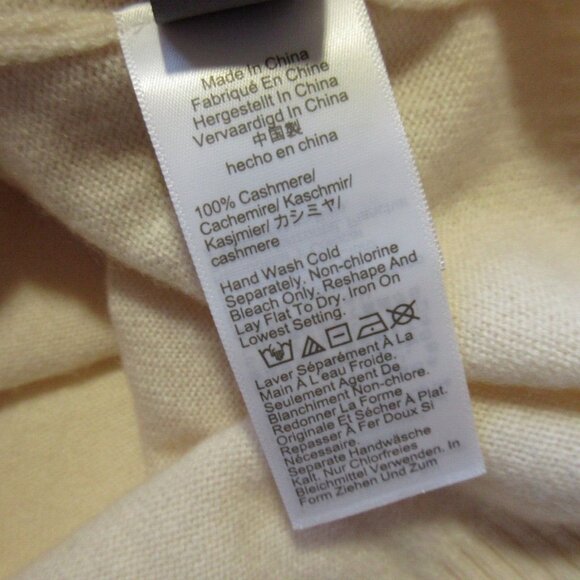 Made In China
Fabriqué En Chine
Hergestellt In China
Vervaardigd In China
中国製
hecho en china
100% Cashmere/
Cachemire/ Kaschmir/
Kasjmier/ カシミヤ/
cashmere
Hand Wash Cold
Separately. Non-chlorine
Bleach Only. Reshape And
Lay Flat To Dry. Iron On
Lowest Setting.
Laver Séparément À La
Main À L'eau Froide.
Seulement Agent De
Blanchiment Non-chlore.
Redonner La Forme
Originale Et Sécher À Plat.
Repasser À Fer Doux Si
Nécessaire.
Separate Handwäsche
Kalt. Nur Chlorfreies
Bleichmittel Verwenden. In
Form Ziehen Und Zum